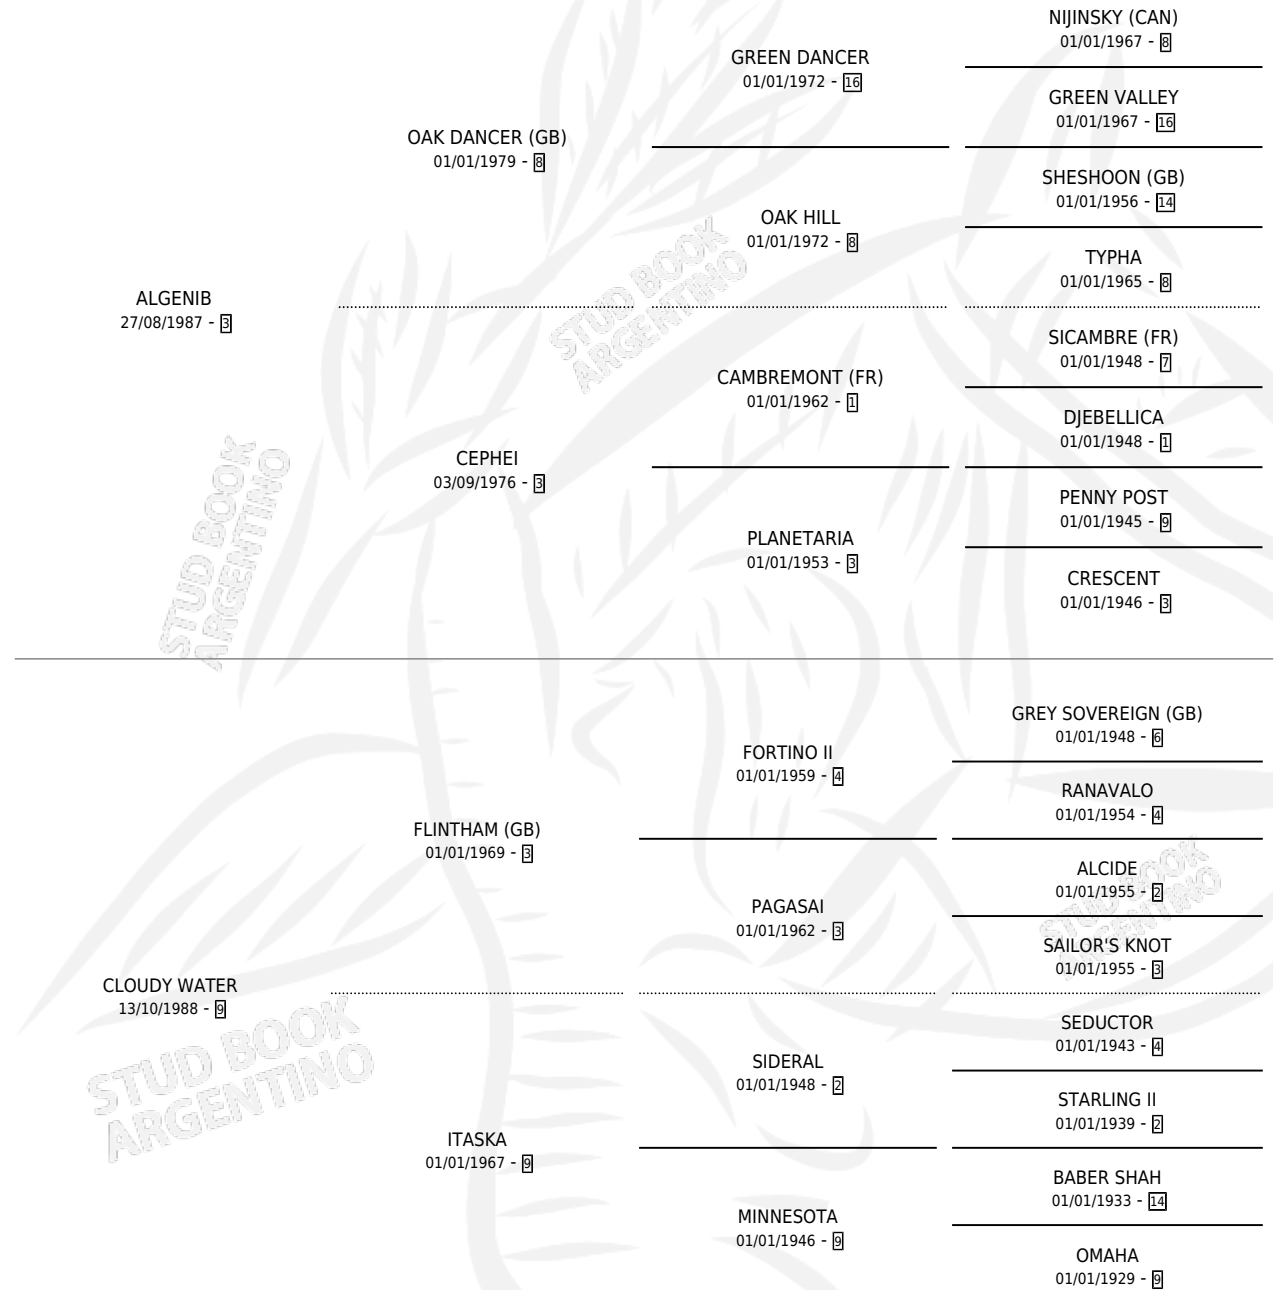 NIJINSKY (CAN)
01/01/1967 - 8
GREEN DANCER
01/01/1972 - 16
GREEN VALLEY
01/01/1967 - 16
OAK DANCER (GB)
01/01/1979 - 8
SHESHOON (GB)
01/01/1956 - 14
OAK HILL
01/01/1972 - 8
TYPHA
01/01/1965 - 8
ALGENIB
27/08/1987 - 3
SICAMBRE (FR)
01/01/1948 - 7
CAMBREMONT (FR)
01/01/1962 - 1
DJEBELLICA
01/01/1948 - 1
CEPHEI
03/09/1976 - 3
PENNY POST
01/01/1945 - 9
PLANETARIA
01/01/1953 - 3
CRESCENT
01/01/1946 - 3
GREY SOVEREIGN (GB)
01/01/1948 - 6
FORTINO II
01/01/1959 - 4
RANAVALO
01/01/1954 - 4
FLINTHAM (GB)
01/01/1969 - 3
ALCIDE
01/01/1955 - 2
PAGASAI
01/01/1962 - 3
SAILOR'S KNOT
01/01/1955 - 3
CLOUDY WATER
13/10/1988 - 9
SEDUCTOR
01/01/1943 - 4
SIDERAL
01/01/1948 - 2
STARLING II
01/01/1939 - 2
ITASKA
01/01/1967 - 9
BABER SHAH
01/01/1933 - 14
MINNESOTA
01/01/1946 - 9
OMAHA
01/01/1929 - 9
STUD BOOK
ARGENTINO
STUD BOOK
ARGENTINO
STUD BOOK
ARGENTINO
STUD BOOK
ARGENTINO